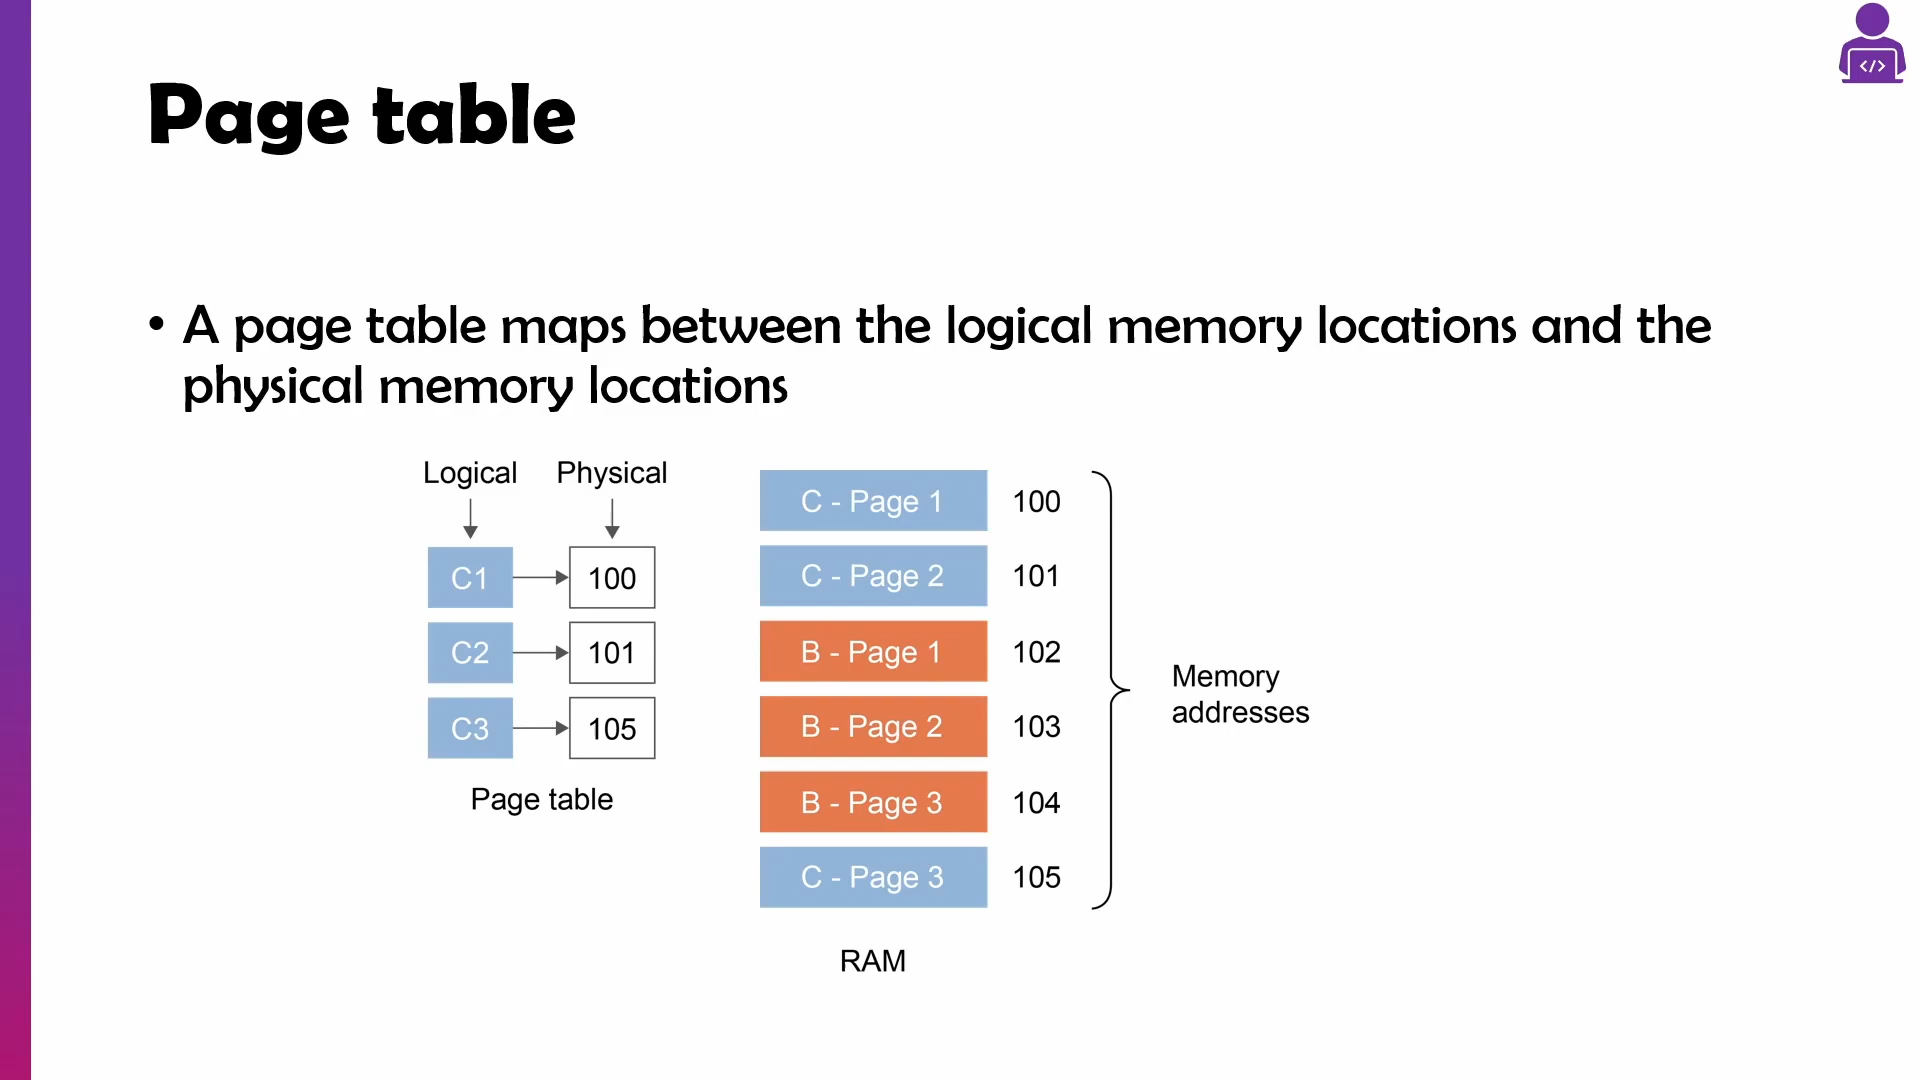 Page table
• A page table maps between the logical memory locations and the
physical memory locations
Logical Physical
C1 100
C2 101
C3 105
Page table
C - Page 1 100
C - Page 2 101
B - Page 1 102
B - Page 2 103
B - Page 3 104
C - Page 3 105
RAM
Memory
addresses
</>